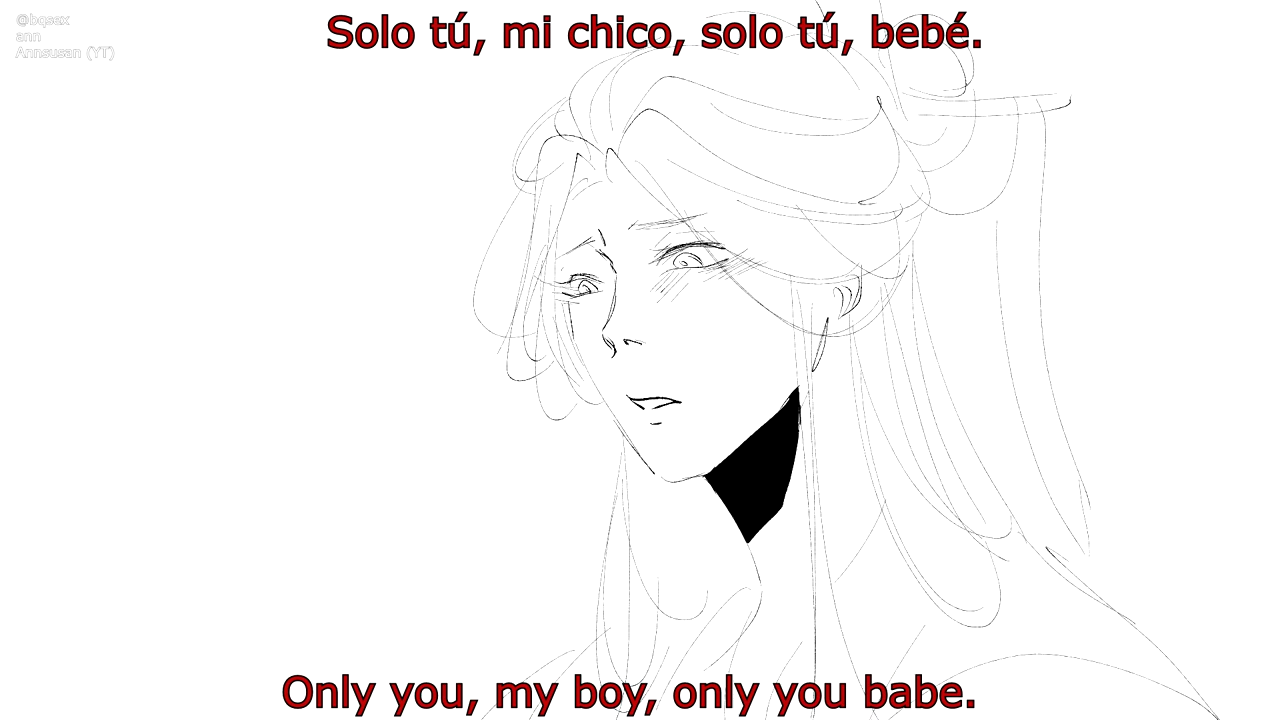 @bqsex
ann
Annsusan (YT)
Solo tú, mi chico, solo tú, bebé.
Only you, my boy, only you babe.